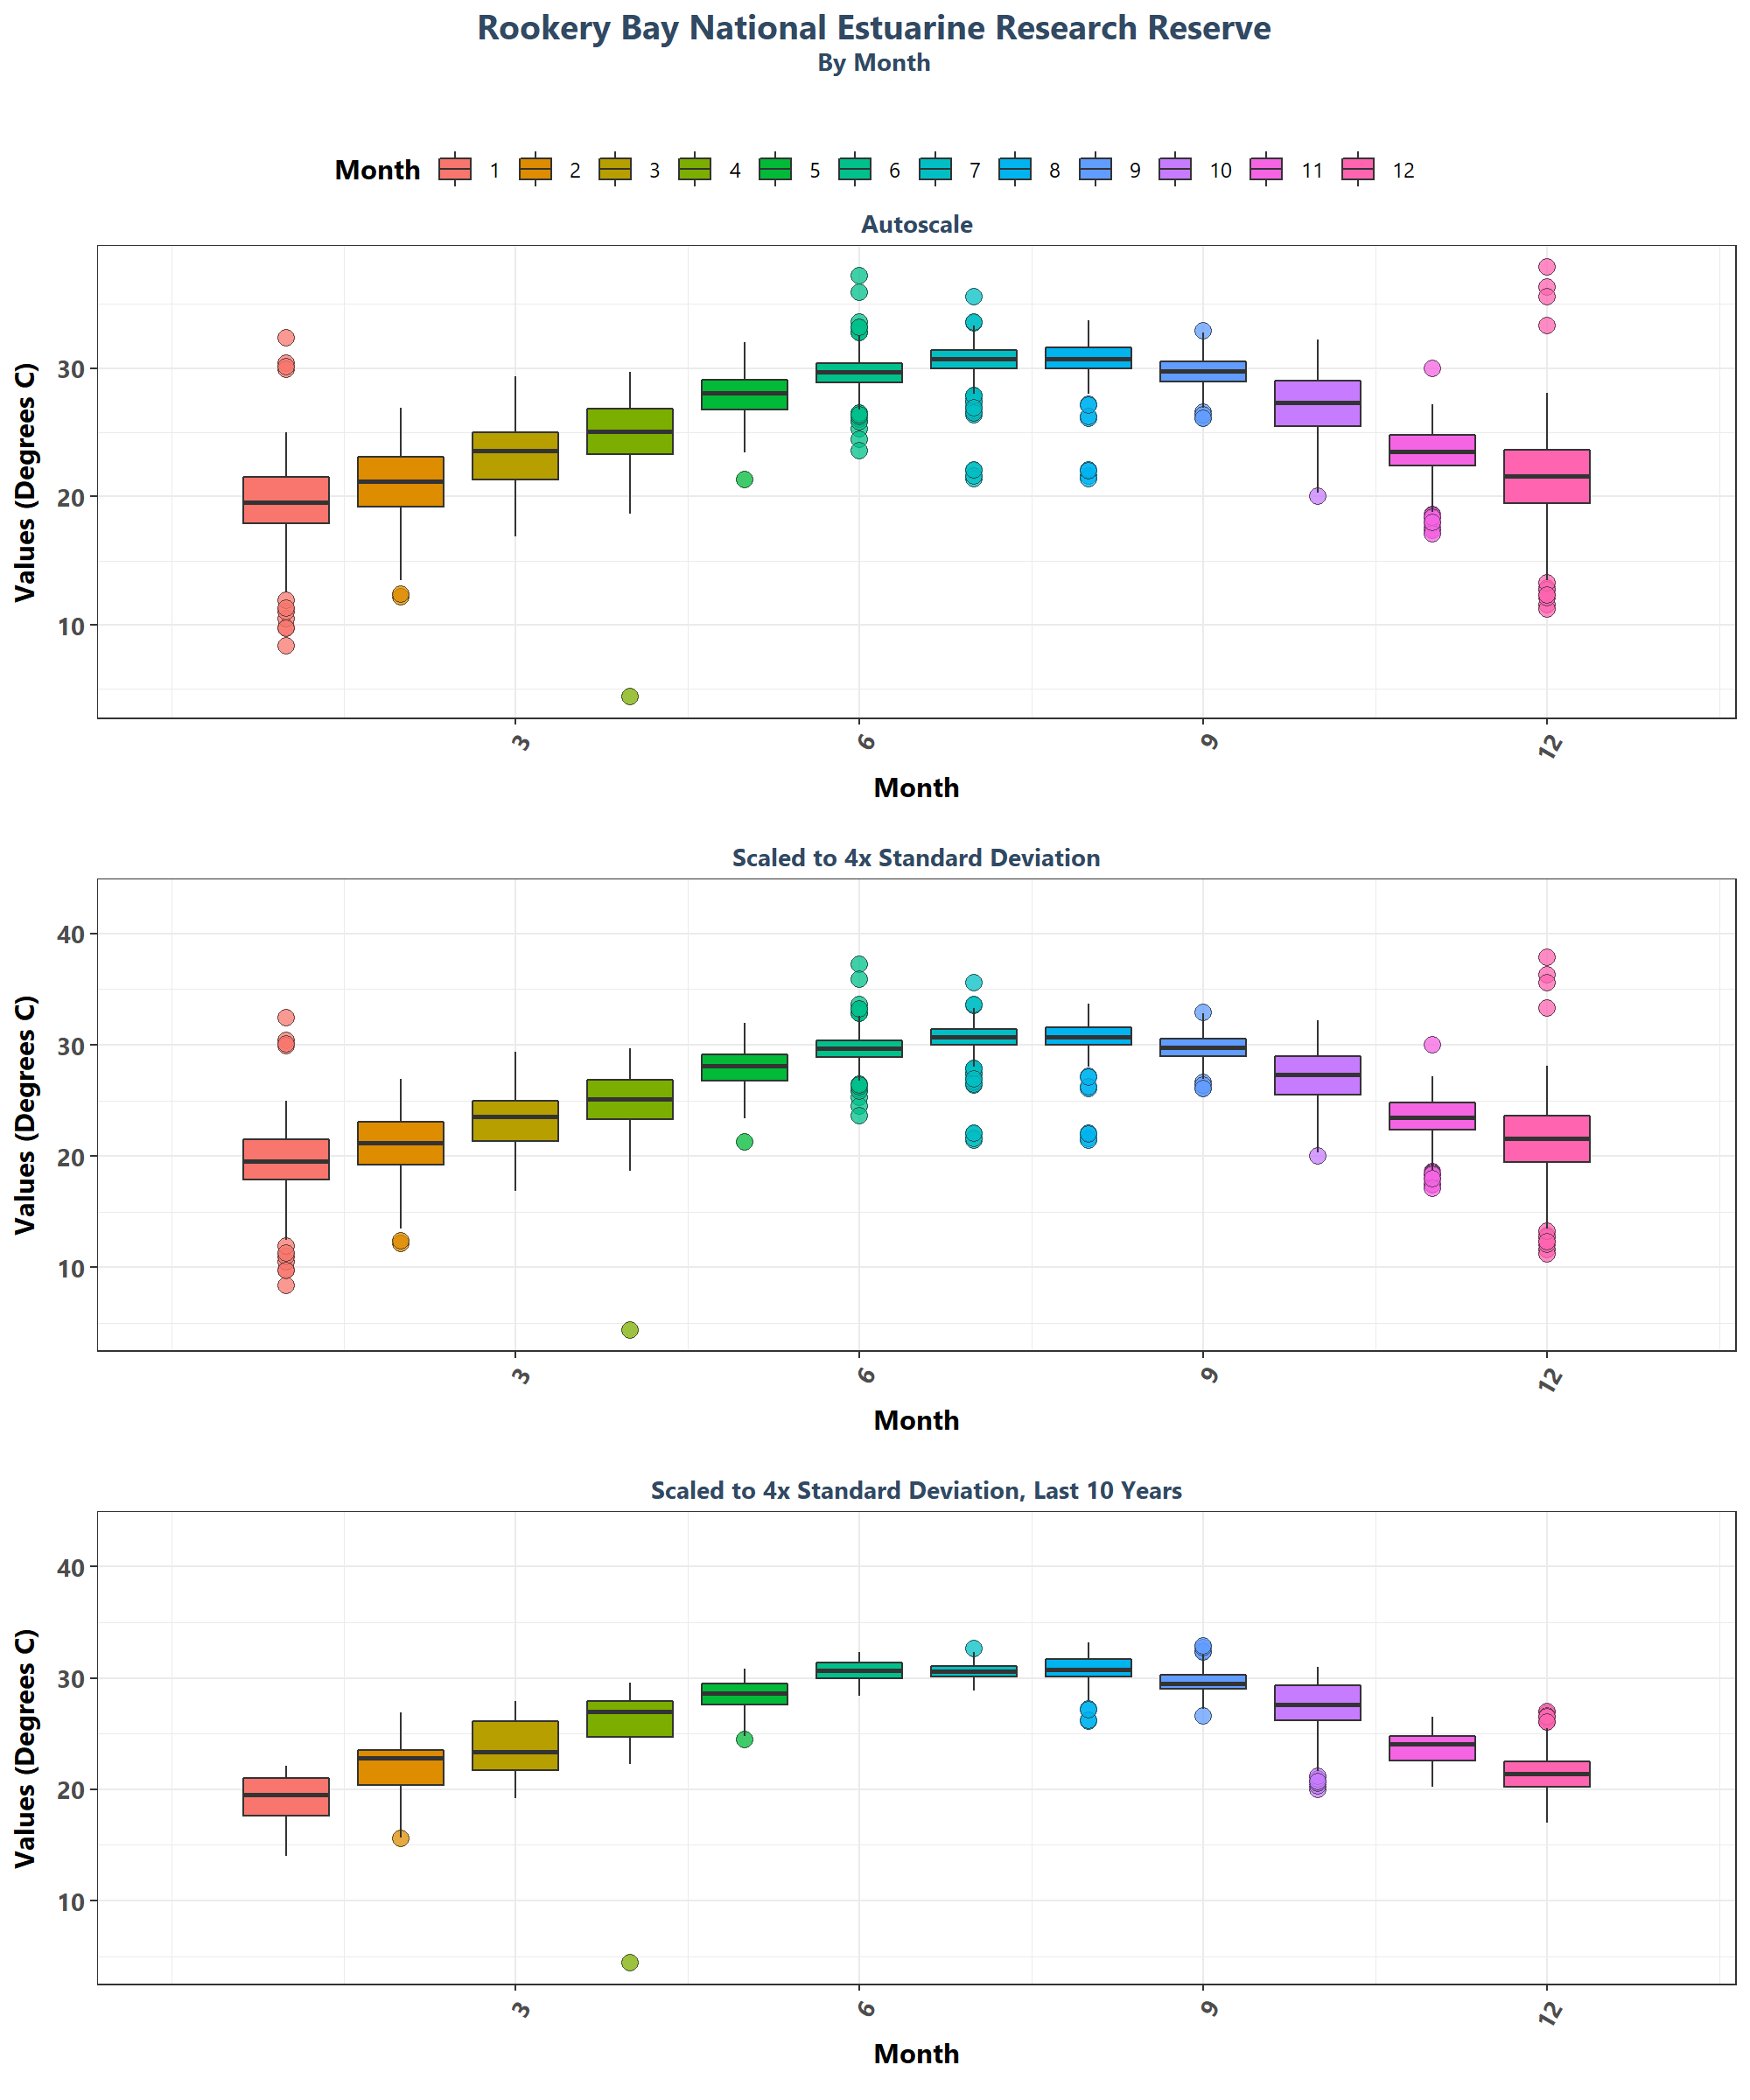 Rookery Bay National Estuarine Research Reserve
By Month
Month 1 2 3 4 5 6 7 8 9 10 11 12
Autoscale
Values (Degrees C)
30
20
10
3 6 9 12
Month
Scaled to 4x Standard Deviation
Values (Degrees C)
40
30
20
10
3 6 9 12
Month
Scaled to 4x Standard Deviation, Last 10 Years
Values (Degrees C)
40
30
20
10
3 6 9 12
Month